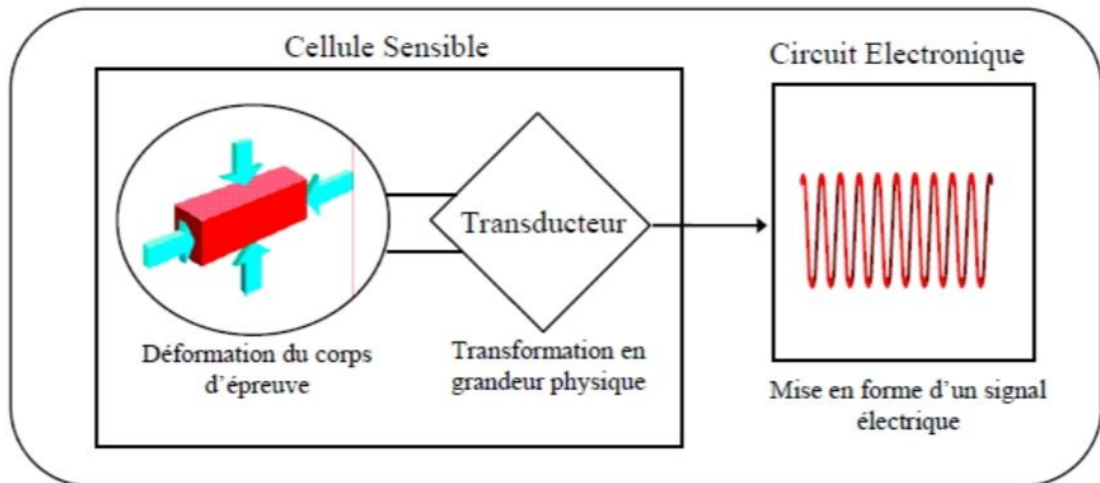 Cellule Sensible
Circuit Electronique
Transducteur
Déformation du corps
d’épreuve
Transformation en
grandeur physique
Mise en forme d’un signal
électrique